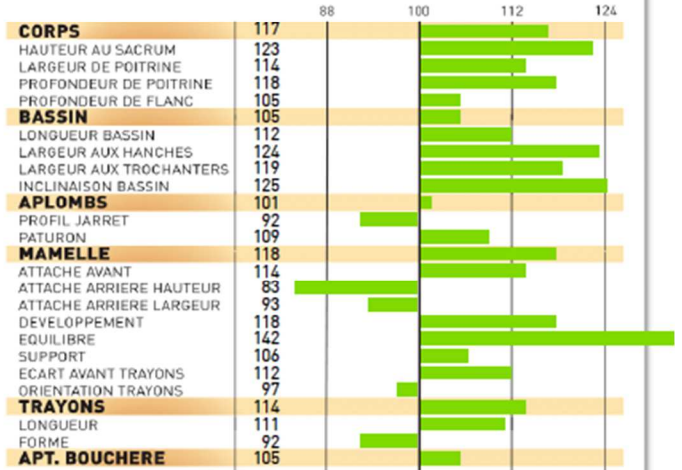 88 100 112 124
CORPS 117
HAUTEUR AU SACRUM 123
LARGEUR DE POITRINE 114
PROFONDEUR DE POITRINE 118
PROFONDEUR DE FLANC 105
BASSIN 105
LONGUEUR BASSIN 112
LARGEUR AUX HANCHES 124
LARGEUR AUX TROCHANTERS 119
INCLINAISON BASSIN 125
APLOMBS 101
PROFIL JARRET 92
PATURON 109
MAMELLE 118
ATTACHE AVANT 114
ATTACHE ARRIERE HAUTEUR 83
ATTACHE ARRIERE LARGEUR 93
DEVELOPPEMENT 118
EQUILIBRE 142
SUPPORT 106
ECART AVANT TRAYONS 112
ORIENTATION TRAYONS 97
TRAYONS 114
LONGUEUR 111
FORME 92
APT. BOUCHERE 105